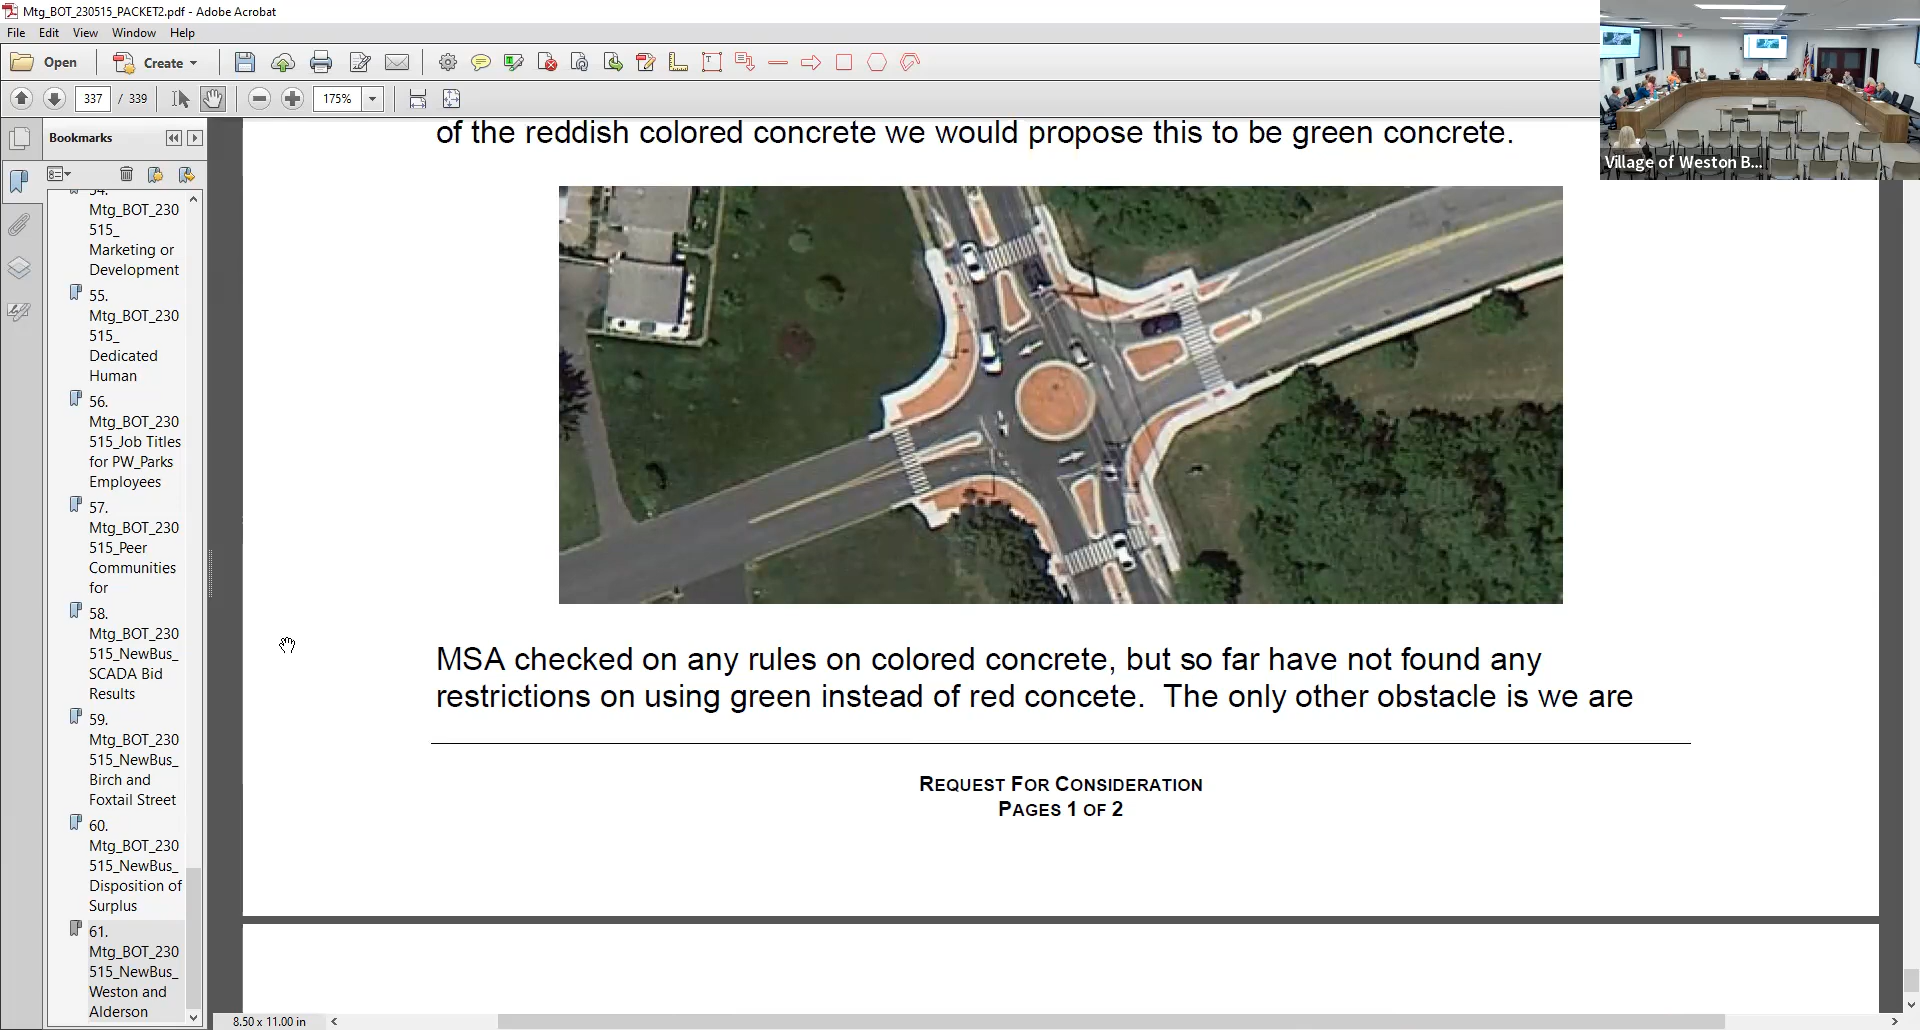 Mtg_BOT_230515_PACKET2.pdf - Adobe Acrobat
File Edit View Window Help
Open Create
337 / 339 175%
Bookmarks
54.
Mtg_BOT_230
515_
Marketing or
Development
55.
Mtg_BOT_230
515_
Dedicated
Human
56.
Mtg_BOT_230
515_Job Titles
for PW_Parks
Employees
57.
Mtg_BOT_230
515_Peer
Communities
for
58.
Mtg_BOT_230
515_NewBus_
SCADA Bid
Results
59.
Mtg_BOT_230
515_NewBus_
Birch and
Foxtail Street
60.
Mtg_BOT_230
515_NewBus_
Disposition of
Surplus
61.
Mtg_BOT_230
515_NewBus_
Weston and
Alderson
of the reddish colored concrete we would propose this to be green concrete.
MSA checked on any rules on colored concrete, but so far have not found any
restrictions on using green instead of red concete. The only other obstacle is we are
REQUEST FOR CONSIDERATION
PAGES 1 OF 2
8.50 x 11.00 in
Village of Weston B...